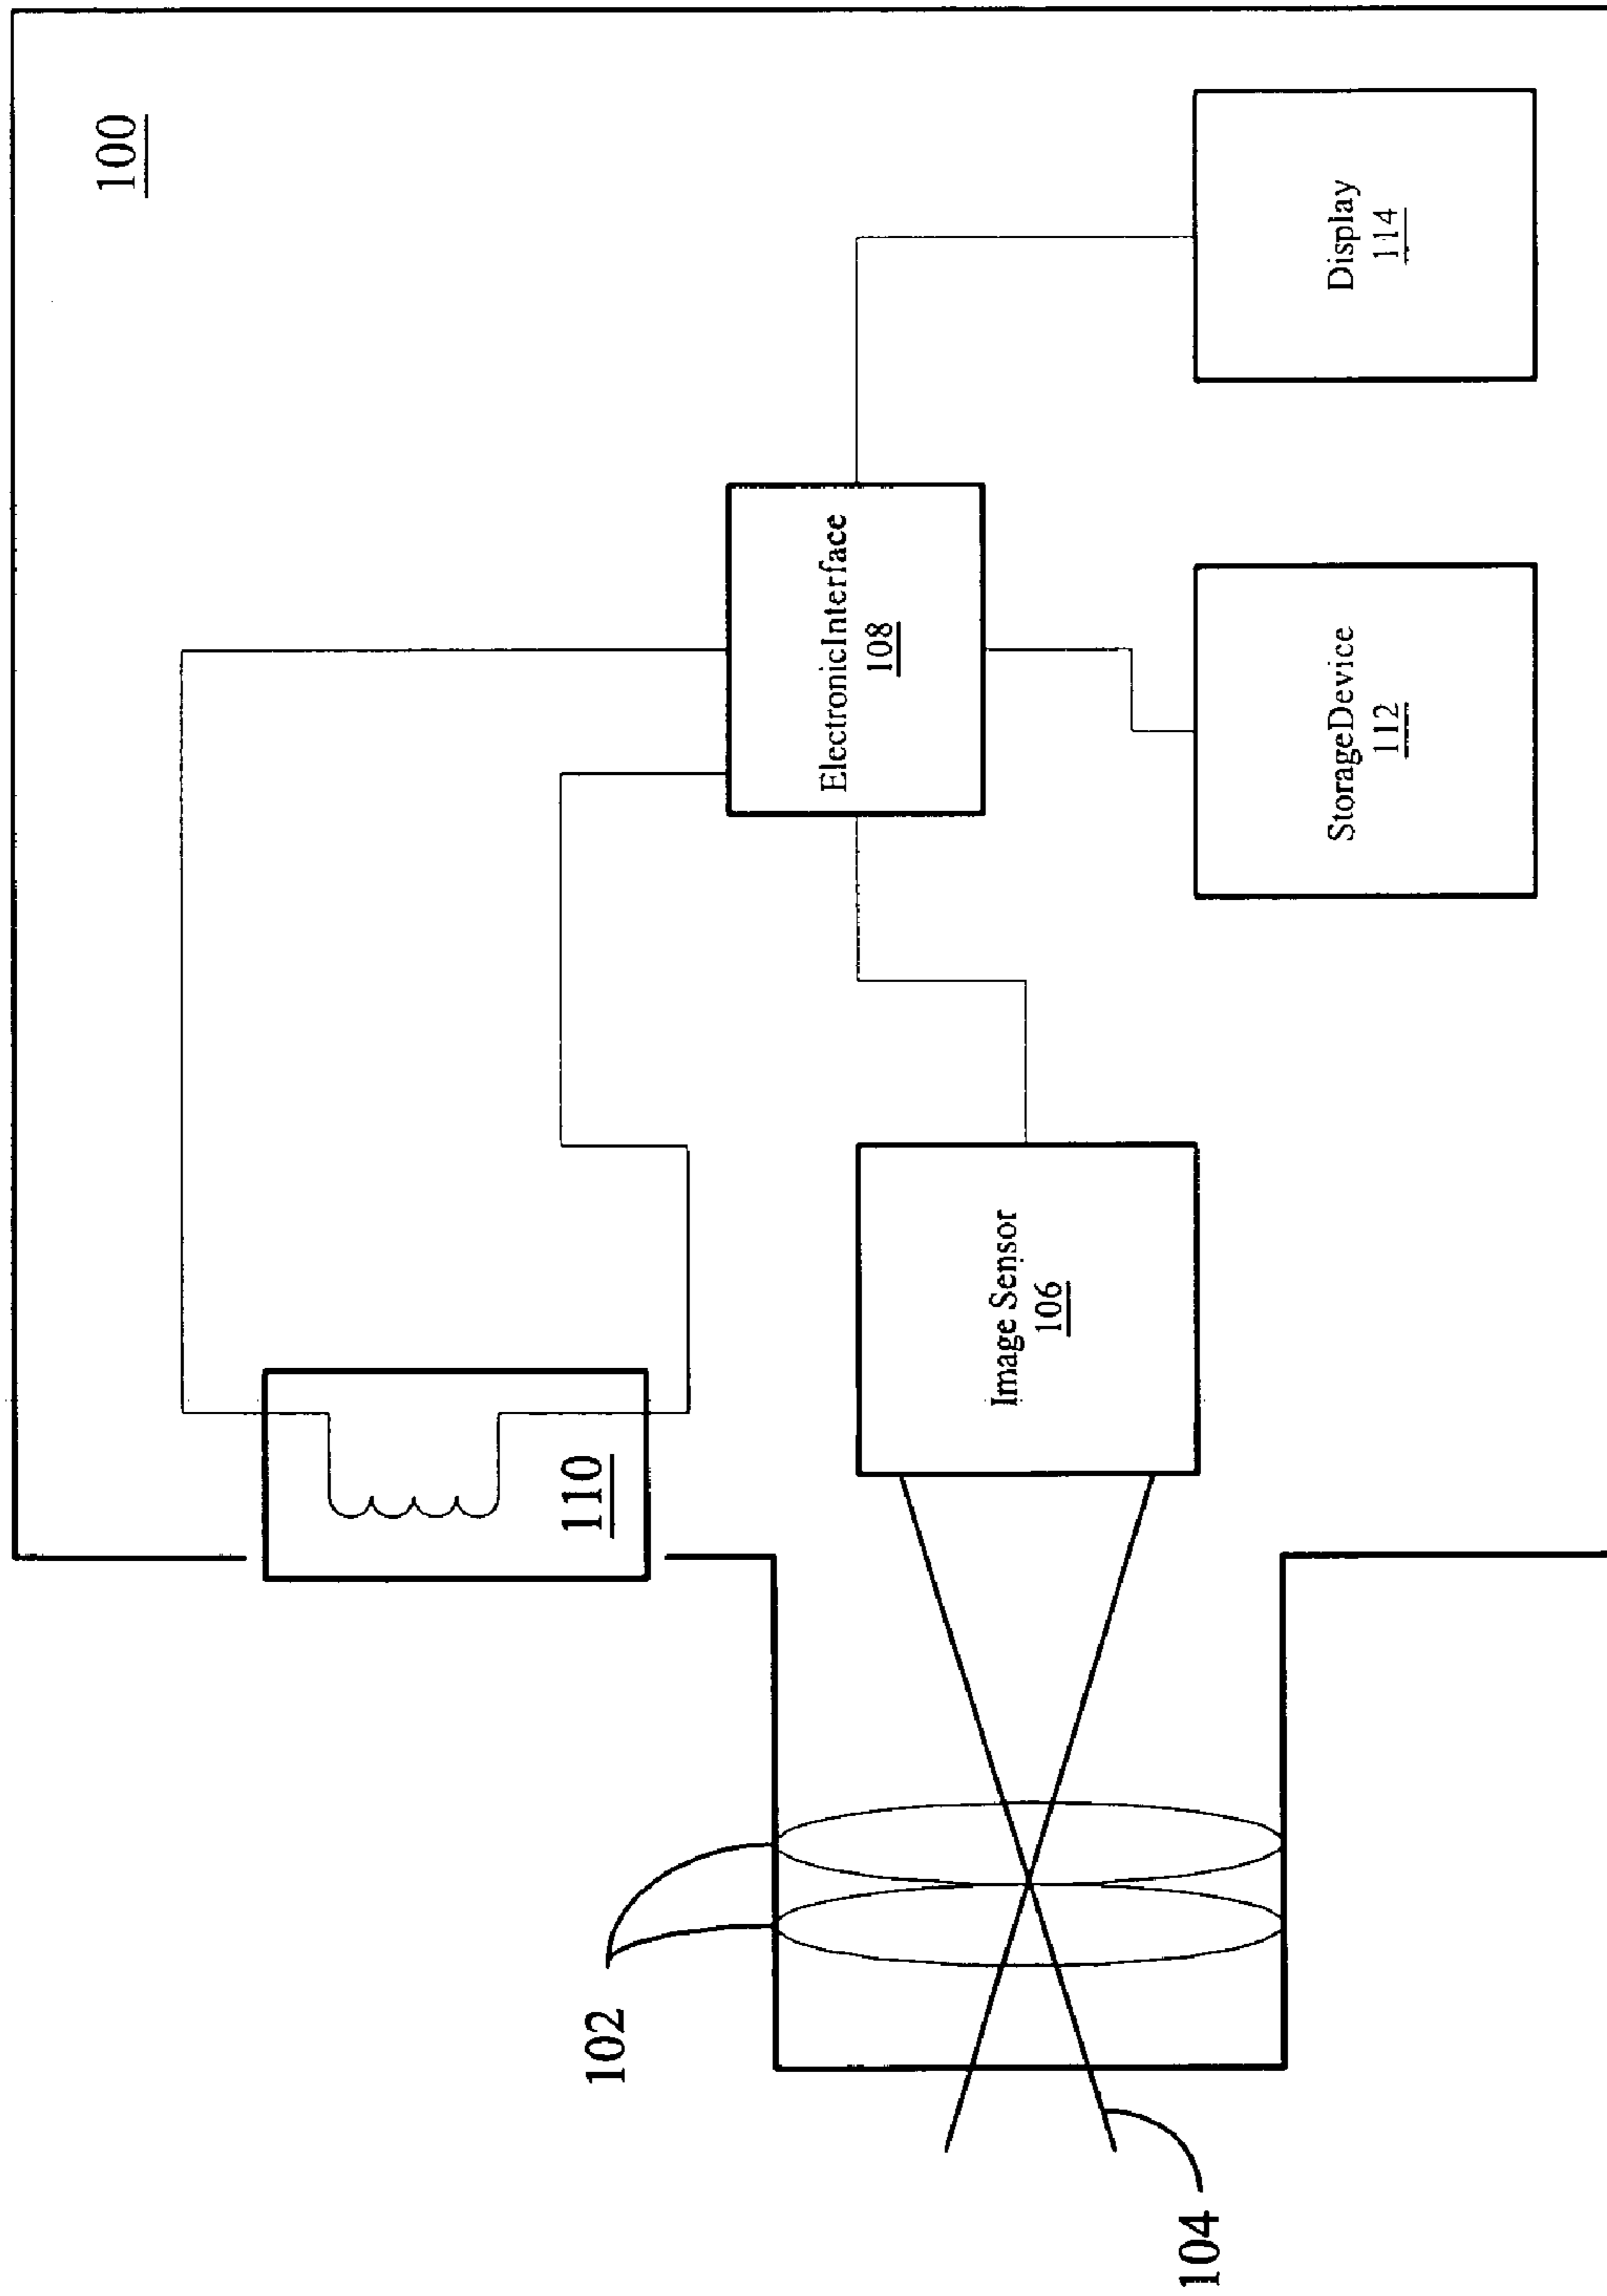 100
110
102
104
Image Sensor
106
ElectronicInterface
108
StorageDevice
112
Display
114